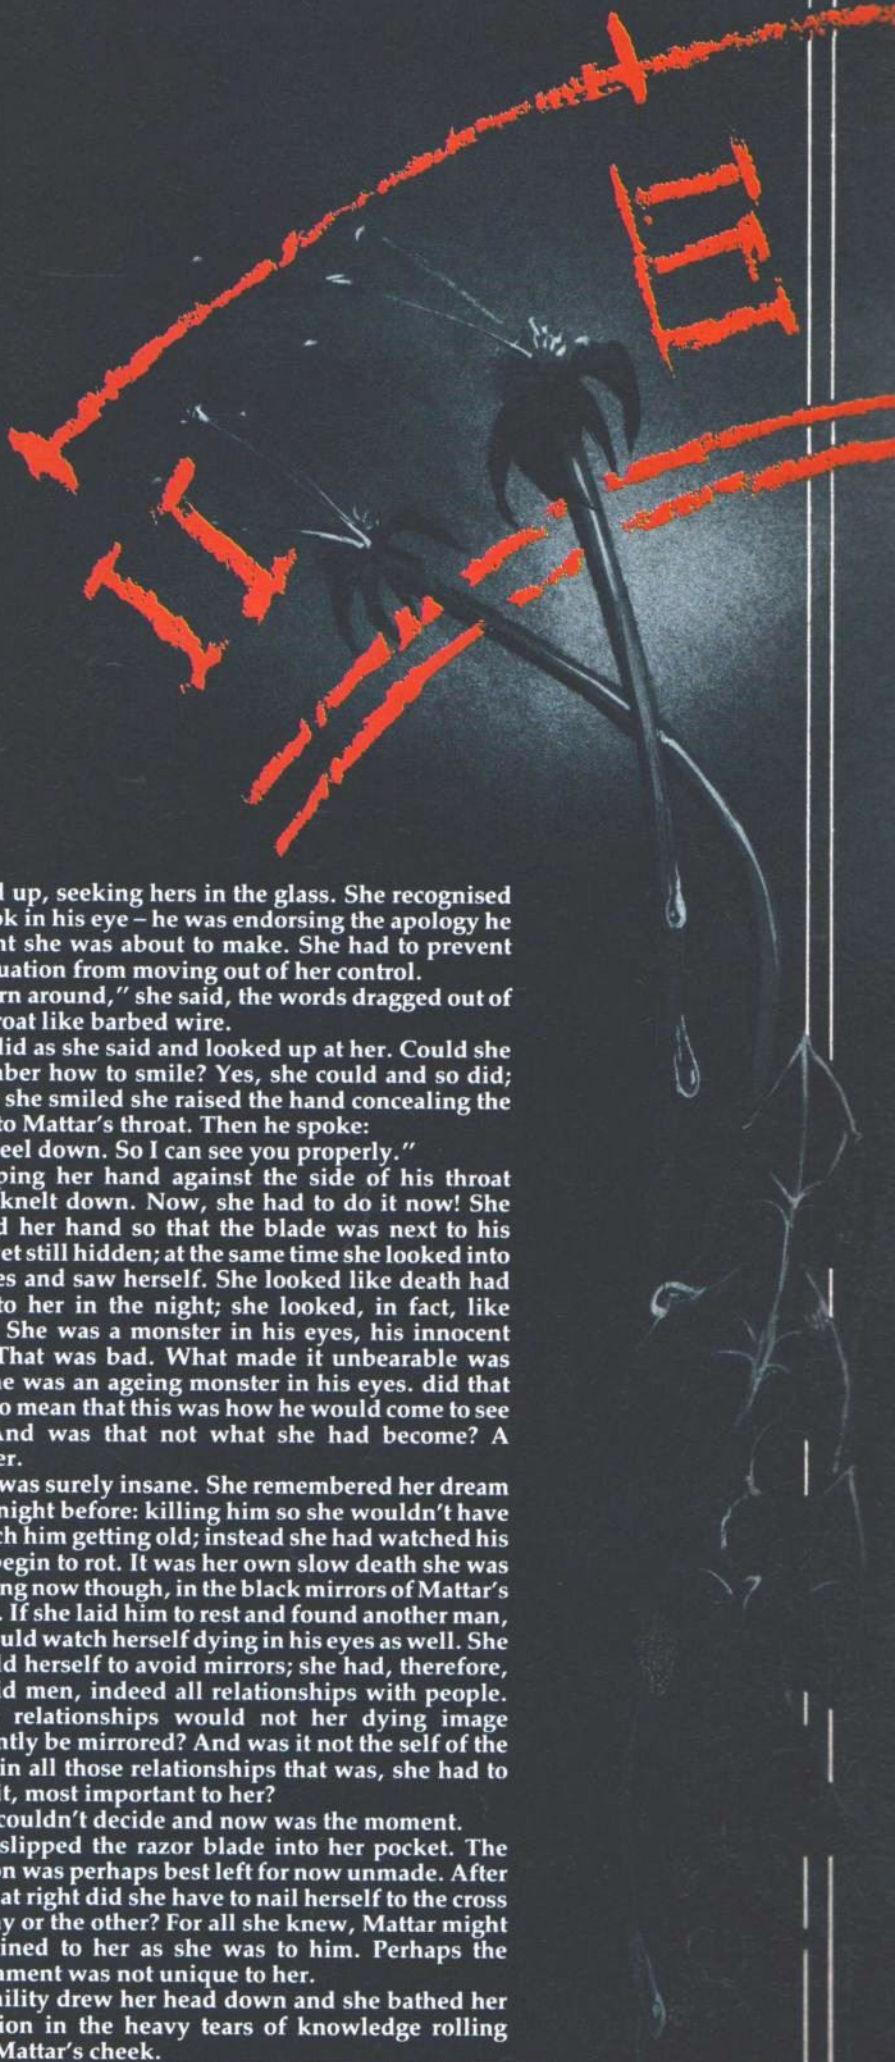 III
II
l up, seeking hers in the glass. She recognised
ok in his eye – he was endorsing the apology he
nt she was about to make. She had to prevent
uation from moving out of her control.
rn around," she said, the words dragged out of
roat like barbed wire.
lid as she said and looked up at her. Could she
nber how to smile? Yes, she could and so did;
she smiled she raised the hand concealing the
to Mattar's throat. Then he spoke:
eel down. So I can see you properly."
ping her hand against the side of his throat
knelt down. Now, she had to do it now! She
d her hand so that the blade was next to his
et still hidden; at the same time she looked into
es and saw herself. She looked like death had
to her in the night; she looked, in fact, like
She was a monster in his eyes, his innocent
That was bad. What made it unbearable was
ne was an ageing monster in his eyes. did that
o mean that this was how he would come to see
And was that not what she had become? A
er.
was surely insane. She remembered her dream
night before: killing him so she wouldn't have
ch him getting old; instead she had watched his
egin to rot. It was her own slow death she was
ng now though, in the black mirrors of Mattar's
. If she laid him to rest and found another man,
uld watch herself dying in his eyes as well. She
ld herself to avoid mirrors; she had, therefore,
id men, indeed all relationships with people.
relationships would not her dying image
ntly be mirrored? And was it not the self of the
in all those relationships that was, she had to
it, most important to her?
couldn't decide and now was the moment.
slipped the razor blade into her pocket. The
on was perhaps best left for now unmade. After
at right did she have to nail herself to the cross
y or the other? For all she knew, Mattar might
ined to her as she was to him. Perhaps the
ament was not unique to her.
ility drew her head down and she bathed her
ion in the heavy tears of knowledge rolling
Mattar's cheek.